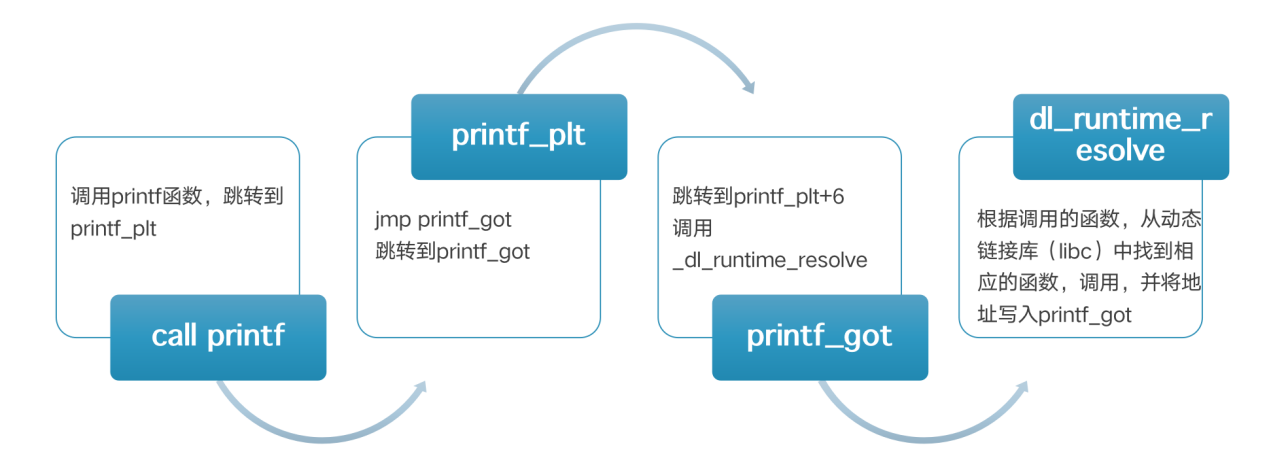 调用printf函数，跳转到
printf_plt
call printf
printf_plt
jmp printf_got
跳转到printf_got
跳转到printf_plt+6
调用
_dl_runtime_resolve
printf_got
dl_runtime_r
esolve
根据调用的函数，从动态
链接库（libc）中找到相
应的函数，调用，并将地
址写入printf_got